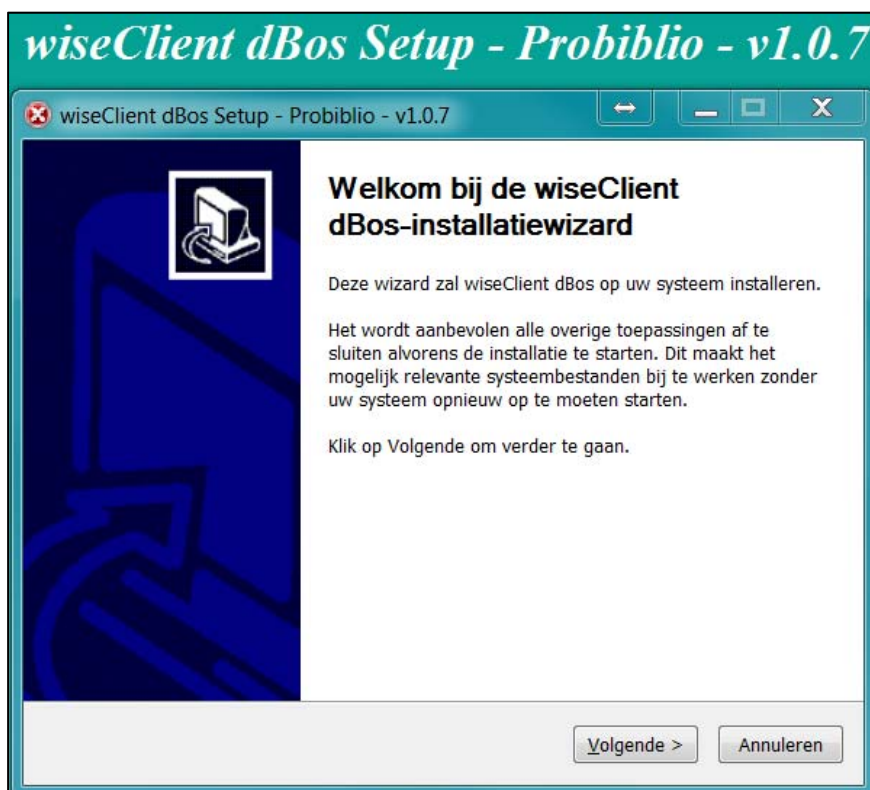 wiseClient dBos Setup - Probiblio - v1.0.7
wiseClient dBos Setup - Probiblio - v1.0.7
Welkom bij de wiseClient
dBos-installatiewizard
Deze wizard zal wiseClient dBos op uw systeem installeren.
Het wordt aanbevolen alle overige toepassingen af te
sluiten alvorens de installatie te starten. Dit maakt het
mogelijk relevante systeembestanden bij te werken zonder
uw systeem opnieuw op te moeten starten.
Klik op Volgende om verder te gaan.
Volgende >
Annuleren